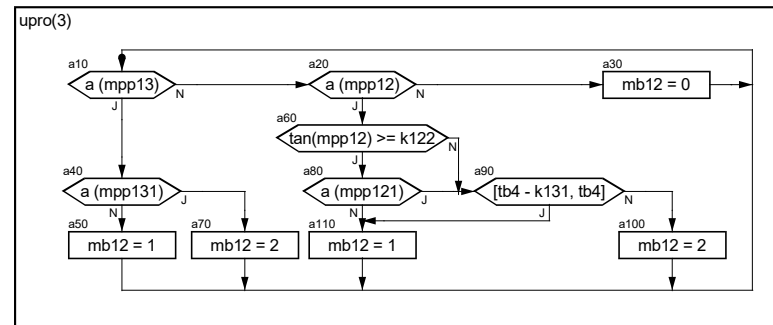 upro(3)
a10
a20
a30
a (mpp13)
N
a (mpp12)
N
mb12 = 0
J
J
a60
tan(mpp12) >= k122
N
J
a40
a80
a90
a (mpp131)
J
a (mpp121)
J
[tb4 - k131, tb4]
N
N
N
J
a50
a70
a110
a100
mb12 = 1
mb12 = 2
mb12 = 1
mb12 = 2